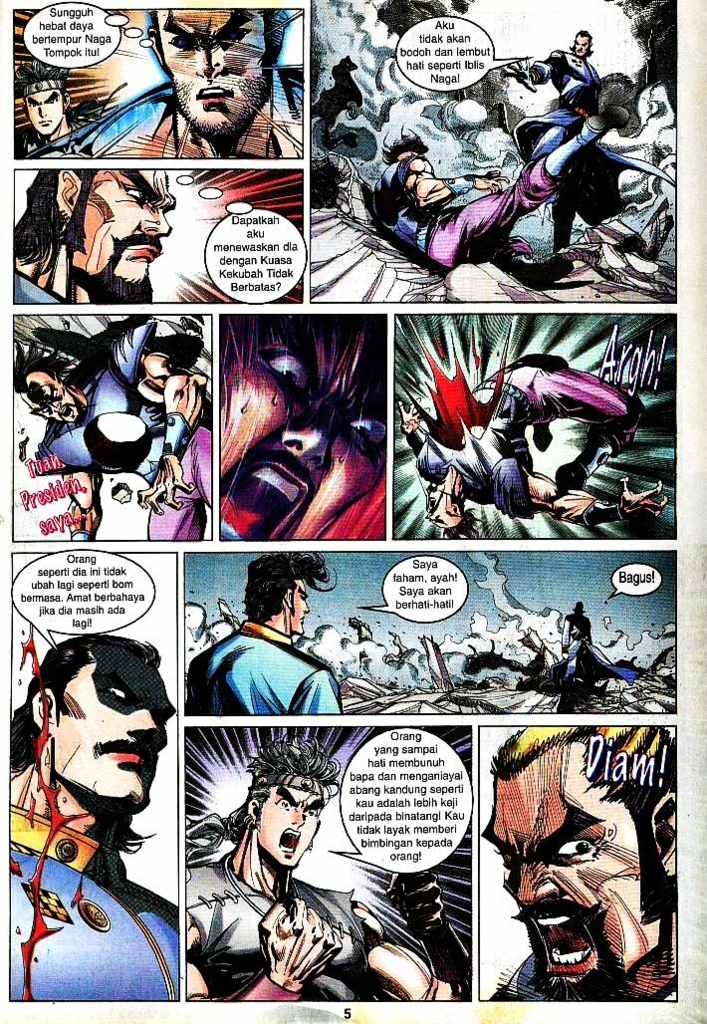 Sungguh
hebat daya
bertempur Naga
Tompok itu!
Aku
tidak akan
bodoh dan lembut
hati seperti Iblis
Naga!
Dapatkah
aku
menewaskan dia
dengan Kuasa
Kekubah Tidak
Berbatas?
Tuan
Presiden,
saya..
Argh!
Orang
seperti dia ini tidak
ubah lagi seperti bom
bermasa. Amat berbahaya
jika dia masih ada
lagi!
Saya
faham, ayah!
Saya akan
berhati-hati!
Bagus!
Orang
yang sampai hati
membunuh
bapa dan menganiayai
abang kandung seperti
kau adalah lebih keji
daripada binatang! Kau
tidak layak memberi
bimbingan kepada
orang!
Diam!
5